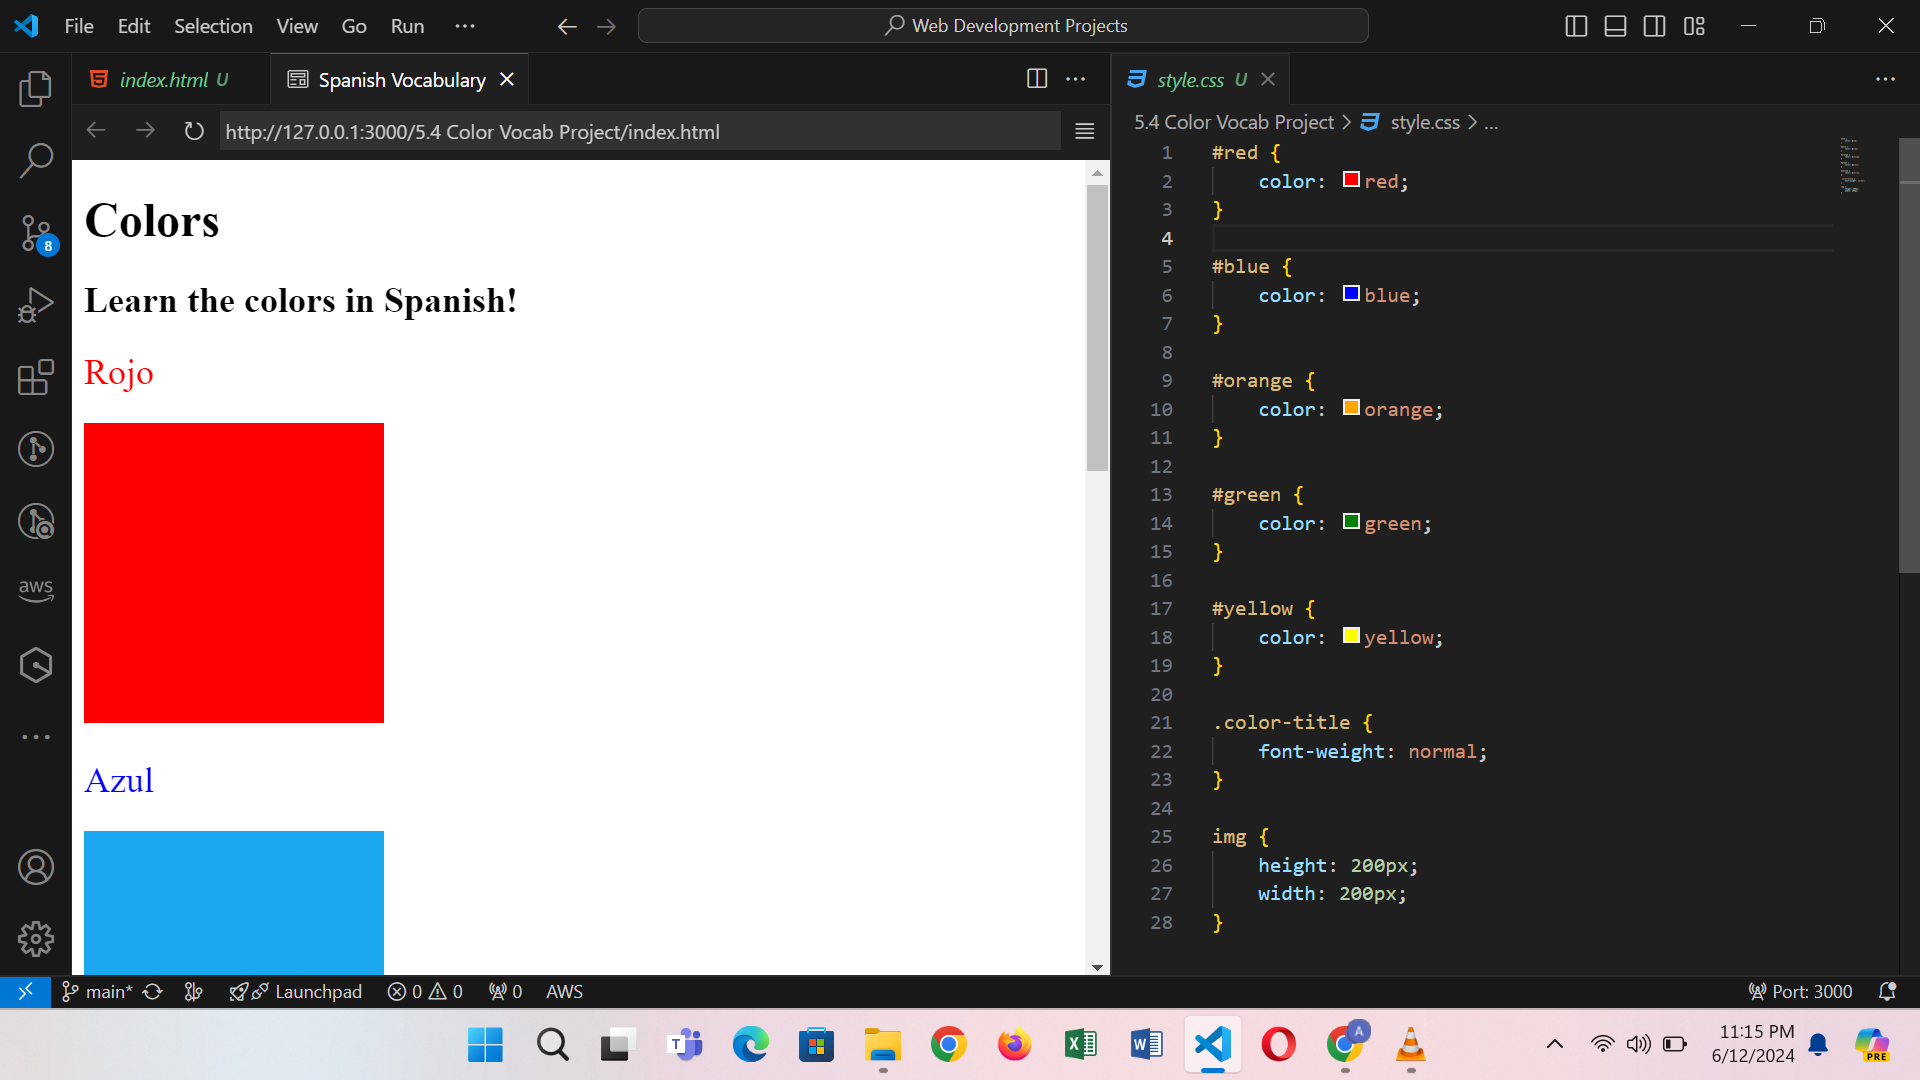 File Edit Selection View Go Run ···
Web Development Projects
index.html U
Spanish Vocabulary
style.css U
http://127.0.0.1:3000/5.4 Color Vocab Project/index.html
5.4 Color Vocab Project > style.css > ...
Colors
Learn the colors in Spanish!
Rojo
Azul
1 #red {
2 color: red;
3 }
4
5 #blue {
6 color: blue;
7 }
8
9 #orange {
10 color: orange;
11 }
12
13 #green {
14 color: green;
15 }
16
17 #yellow {
18 color: yellow;
19 }
20
21 .color-title {
22 font-weight: normal;
23 }
24
25 img {
26 height: 200px;
27 width: 200px;
28 }
8
aws
main* Launchpad 0 0 0 AWS
Port: 3000
T
X
W
A
11:15 PM
6/12/2024
PRE